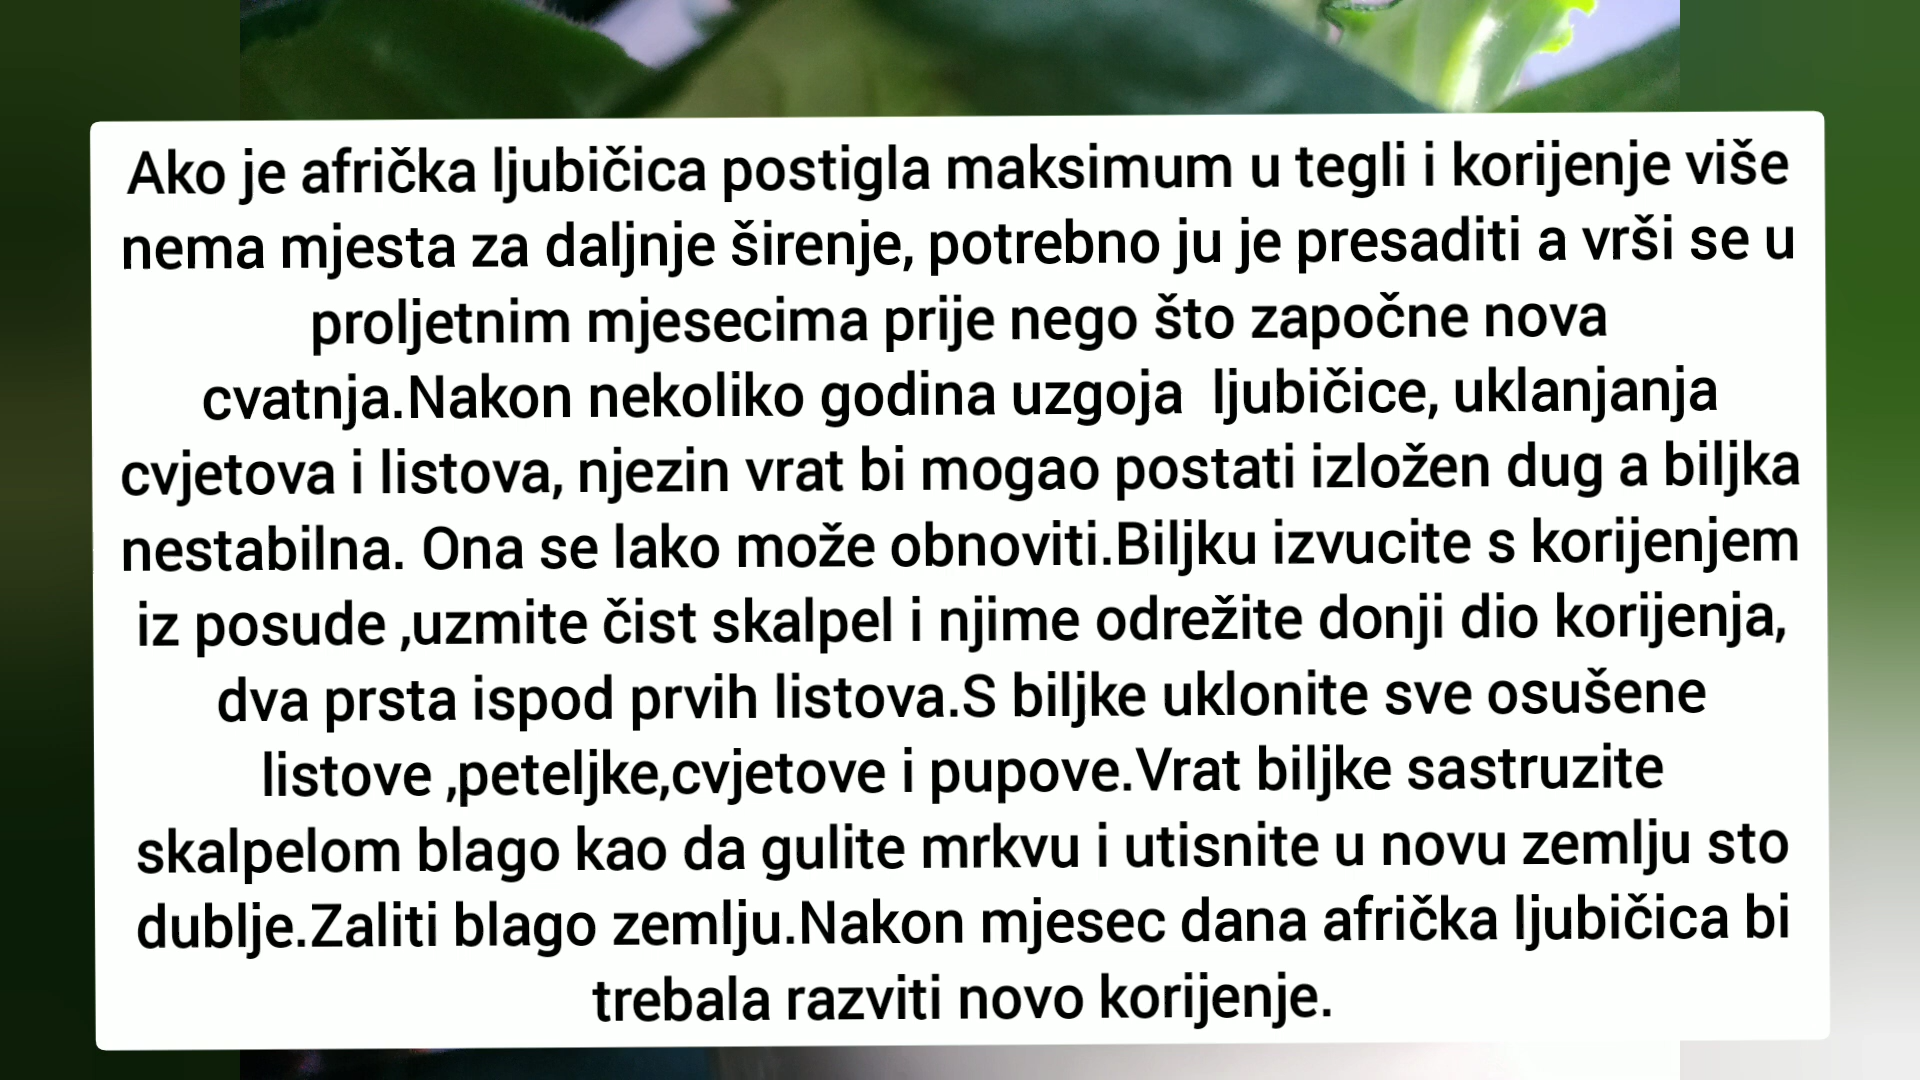 Ako je afrička ljubičica postigla maksimum u tegli i korijenje više
nema mjesta za daljnje širenje, potrebno ju je presaditi a vrši se u
proljetnim mjesecima prije nego što započne nova
cvatnja.Nakon nekoliko godina uzgoja  ljubičice, uklanjanja
cvjetova i listova, njezin vrat bi mogao postati izložen dug a biljka
nestabilna. Ona se lako može obnoviti.Biljku izvucite s korijenjem
iz posude ,uzmite čist skalpel i njime odrežite donji dio korijenja,
dva prsta ispod prvih listova.S biljke uklonite sve osušene
listove ,peteljke,cvjetove i pupove.Vrat biljke sastruzite
skalpelom blago kao da gulite mrkvu i utisnite u novu zemlju sto
dublje.Zaliti blago zemlju.Nakon mjesec dana afrička ljubičica bi
trebala razviti novo korijenje.